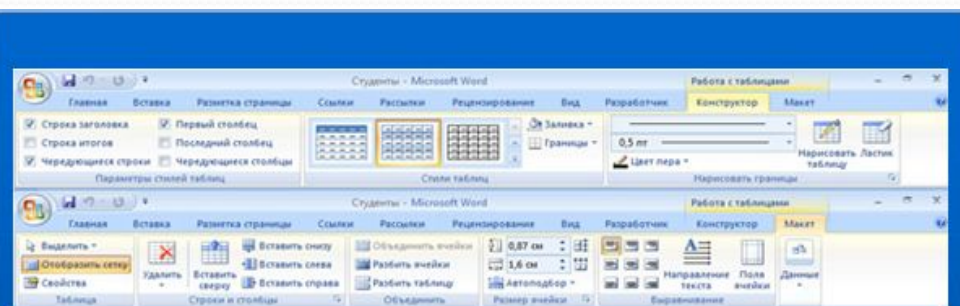 Студенты - Microsoft Word Работа с таблицами
Главная Вставка Разметка страницы Ссылки Рассылки Рецензирование Вид Разработчик Конструктор Макет
Строка заголовка Первый столбец Заливка
Строка итогов Последний столбец Границы 0,5 пт
Чередующиеся строки Чередующиеся столбцы Цвет пера Нарисовать таблицу Ластик
Параметры стилей таблиц Стили таблиц Нарисовать границы
Студенты - Microsoft Word Работа с таблицами
Главная Вставка Разметка страницы Ссылки Рассылки Рецензирование Вид Разработчик Конструктор Макет
Выделить Вставить снизу Объединить ячейки 0,87 см
Отобразить сетку Удалить Вставить сверху Вставить слева Разбить ячейки 1,6 см Направление текста Поля ячейки Данные
Свойства Вставить справа Разбить таблицу Автоподбор
Таблица Строки и столбцы Объединить Размер ячейки Выравнивание